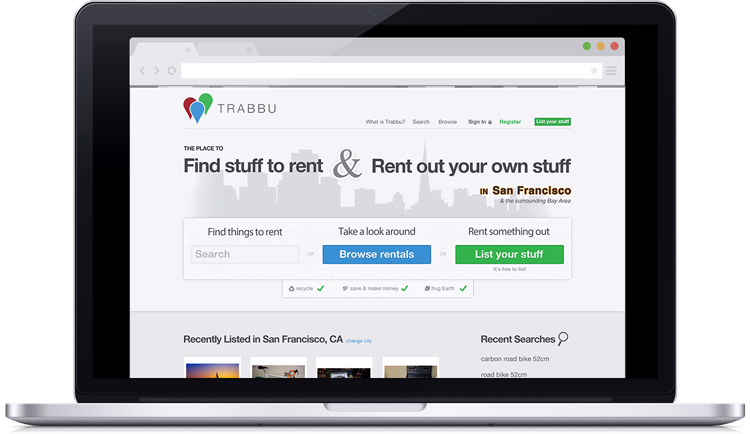 TRABBU
What is Trabbu? Search Browse Sign In Register List your stuff
THE PLACE TO
Find stuff to rent & Rent out your own stuff
IN San Francisco
& the surrounding Bay Area
Find things to rent Take a look around Rent something out
Search or Browse rentals or List your stuff
It's free to list!
recycle save & make money hug Earth
Recently Listed in San Francisco, CA change city Recent Searches
carbon road bike 52cm
road bike 52cm